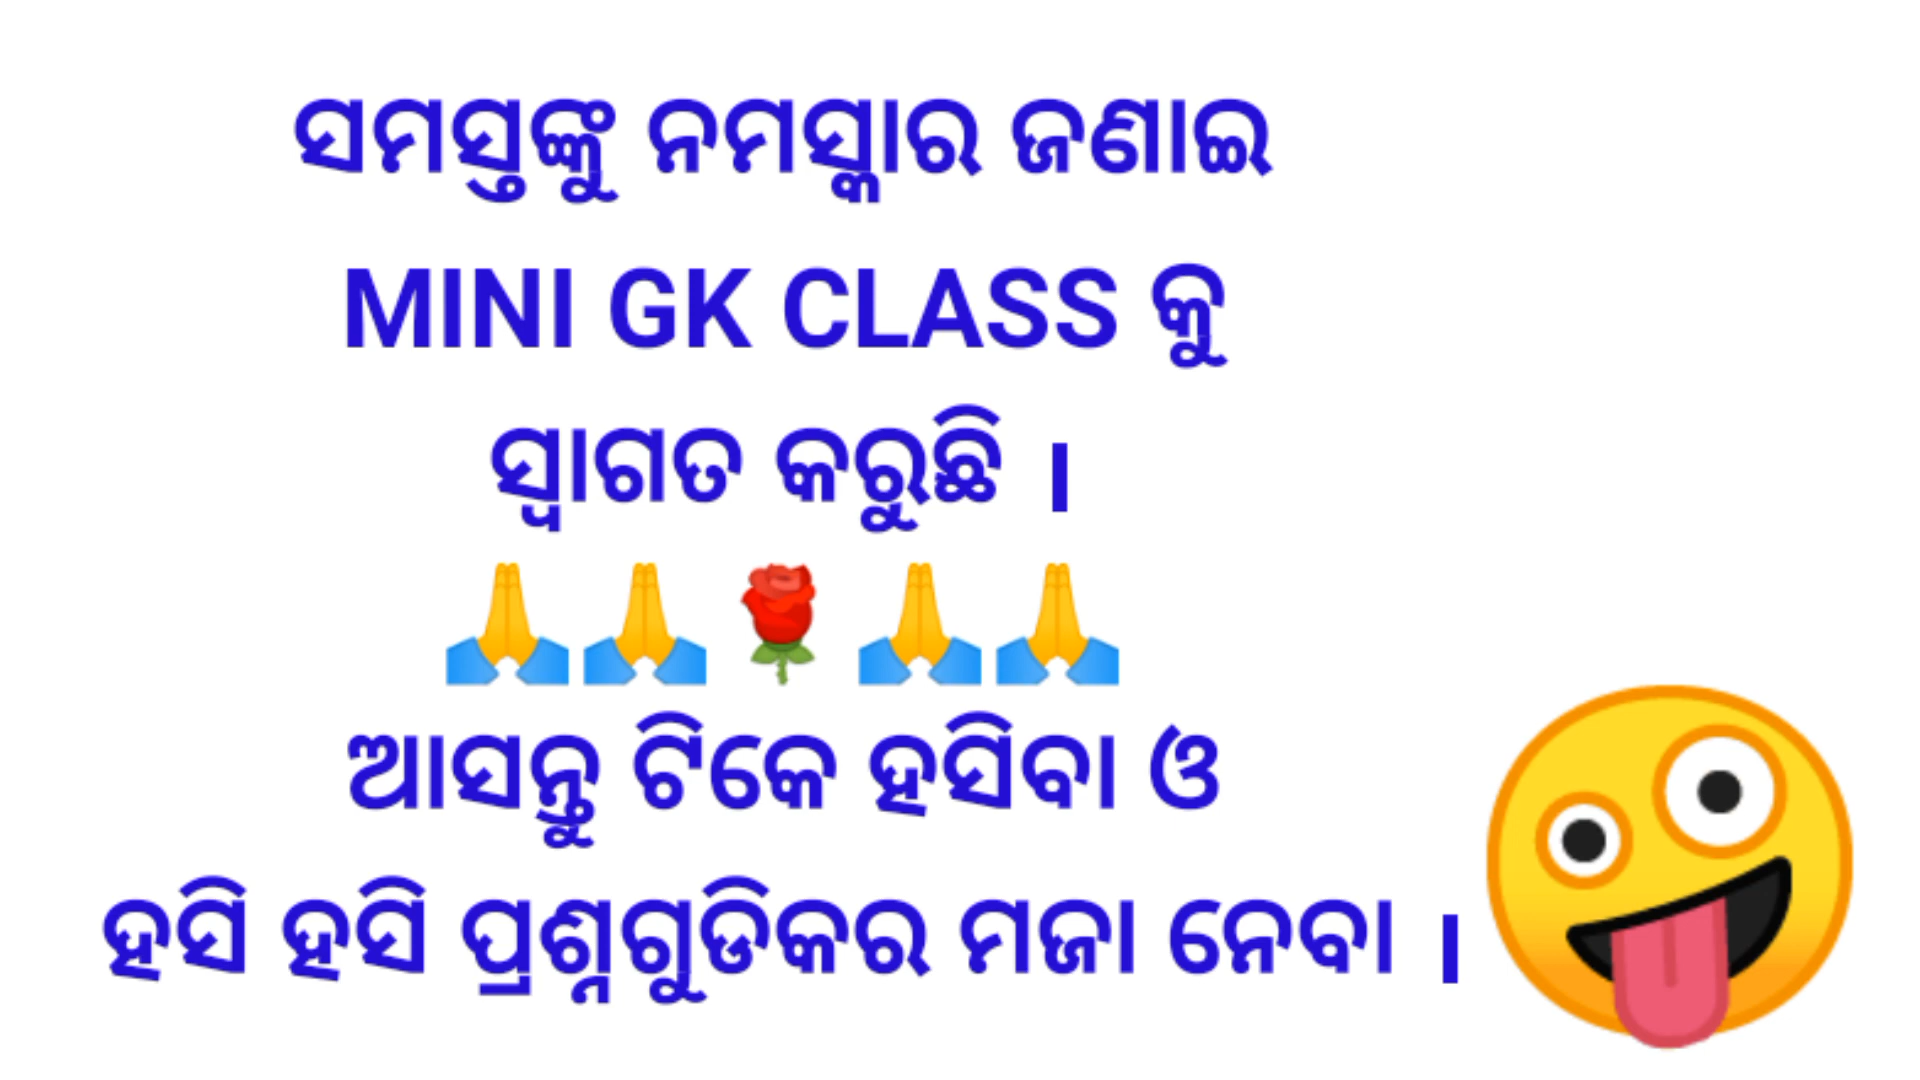 ସମସ୍ତଙ୍କୁ ନମସ୍କାର ଜଣାଇ
MINI GK CLASS କୁ
ସ୍ୱାଗତ କରୁଛି ।
🙏🙏🌹🙏🙏
ଆସନ୍ତୁ ଟିକେ ହସିବା ଓ
ହସି ହସି ପ୍ରଶ୍ନଗୁଡିକର ମଜା ନେବା ।